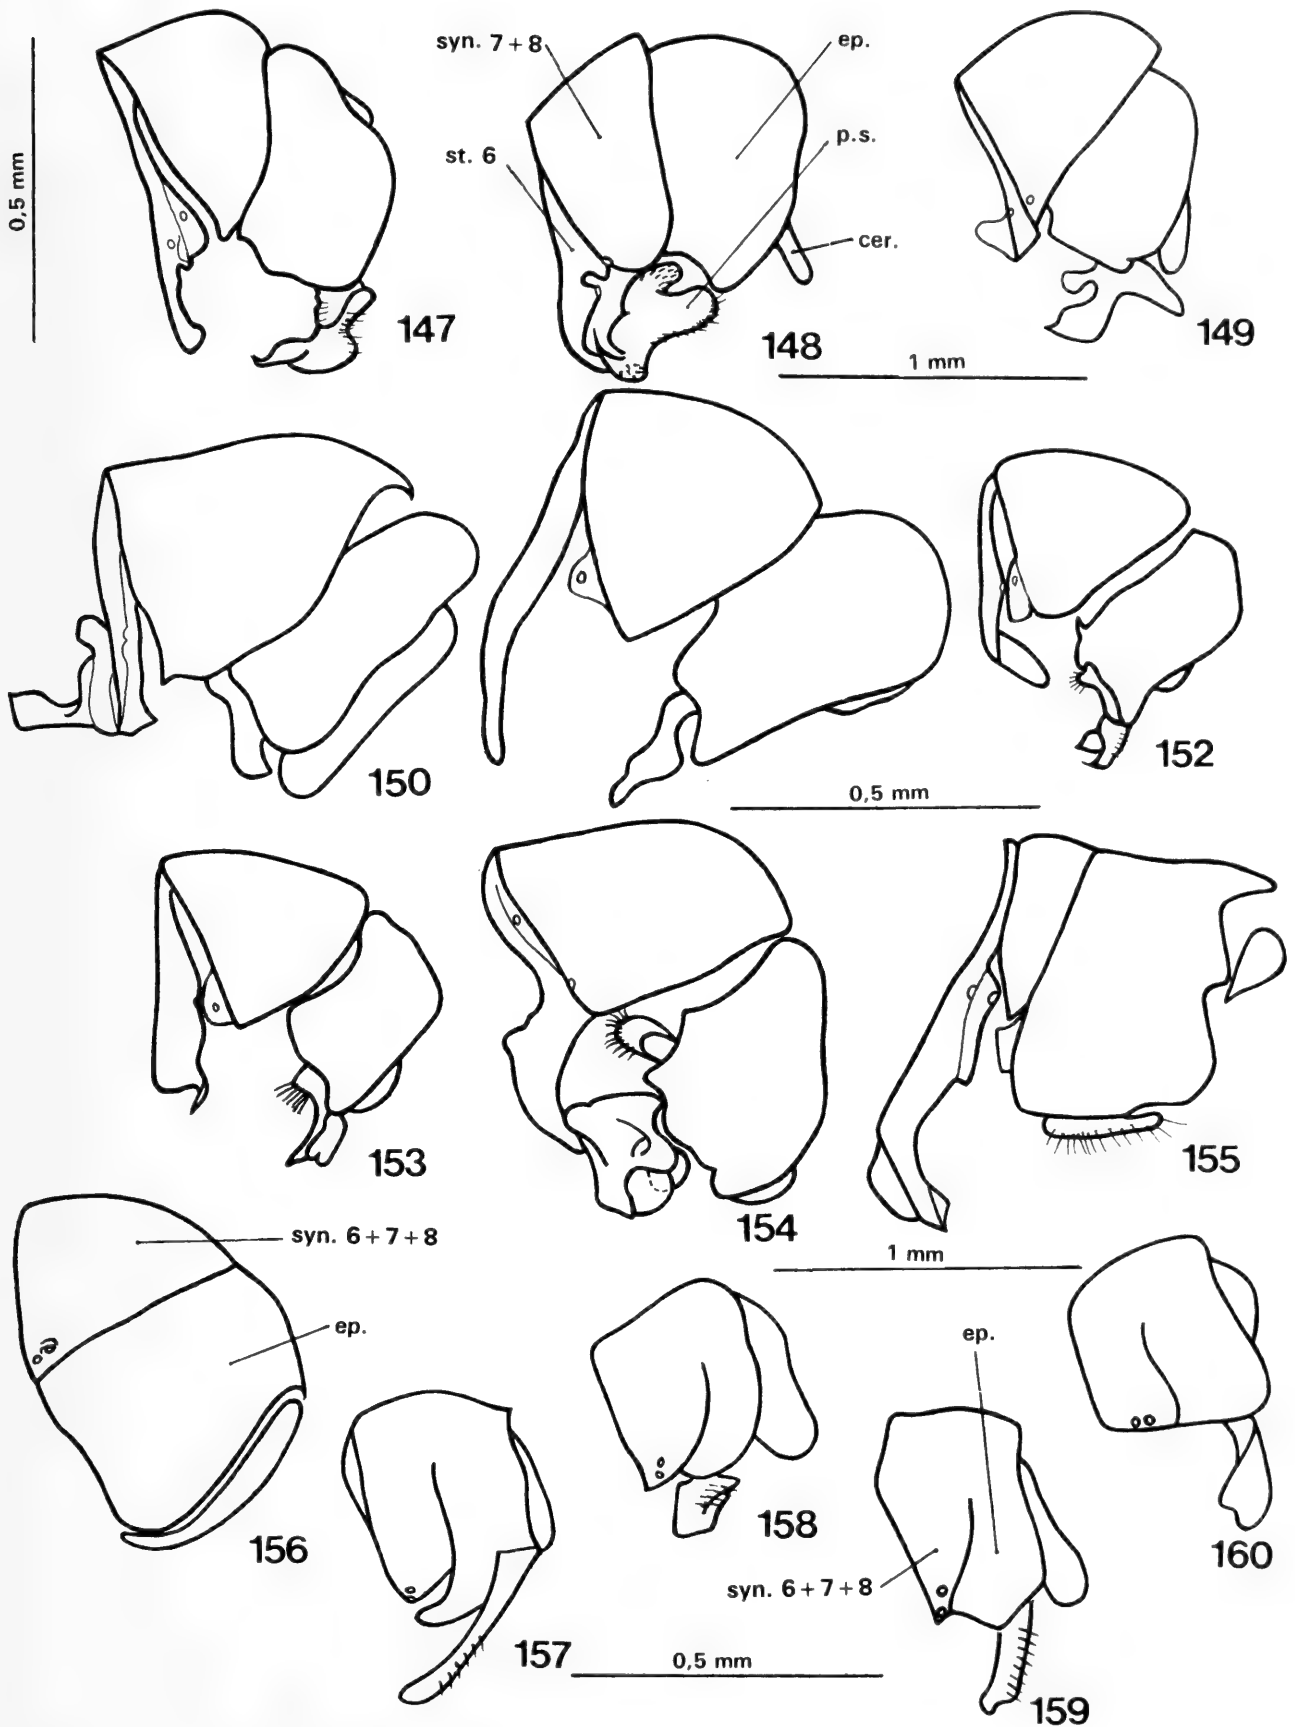 syn. 7 + 8
ep.
p.s.
st. 6
cer.
0,5 mm
147
148
149
1 mm
150
152
0,5 mm
153
154
155
1 mm
syn. 6 + 7 + 8
ep.
156
157
158
ep.
syn. 6 + 7 + 8
160
0,5 mm
159